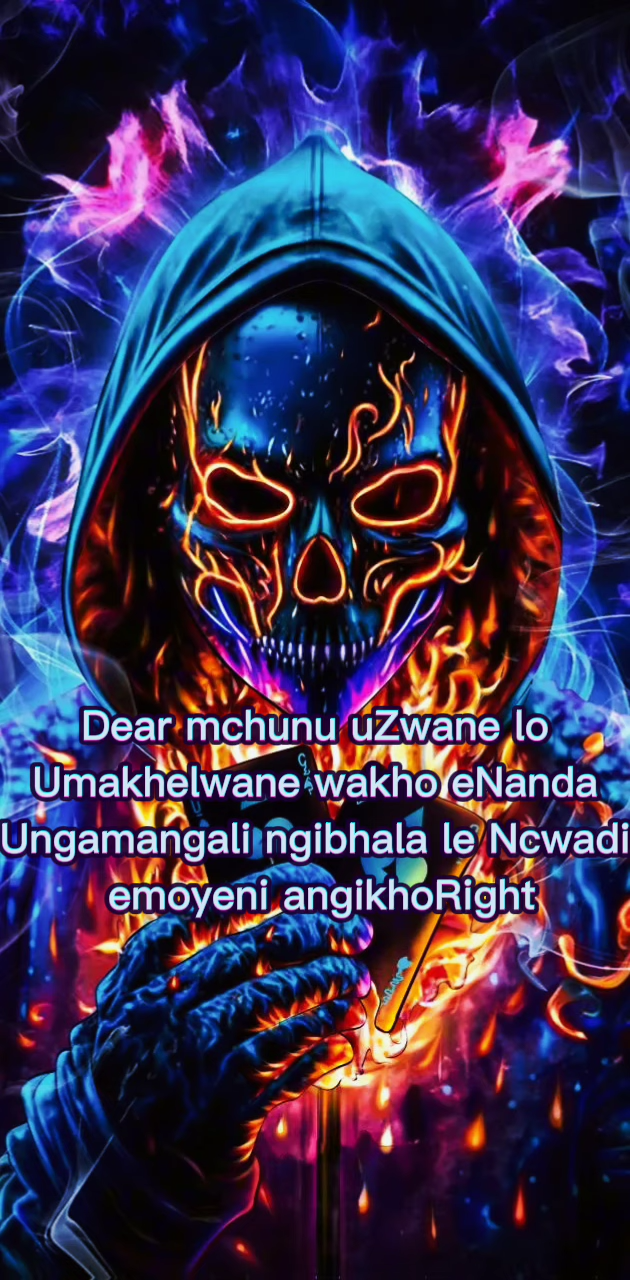 Dear mchunu uZwane lo
Umakhelwane wakho eNanda
Ungamangali ngibhala le Ncwadi
emoyeni angikhoRight